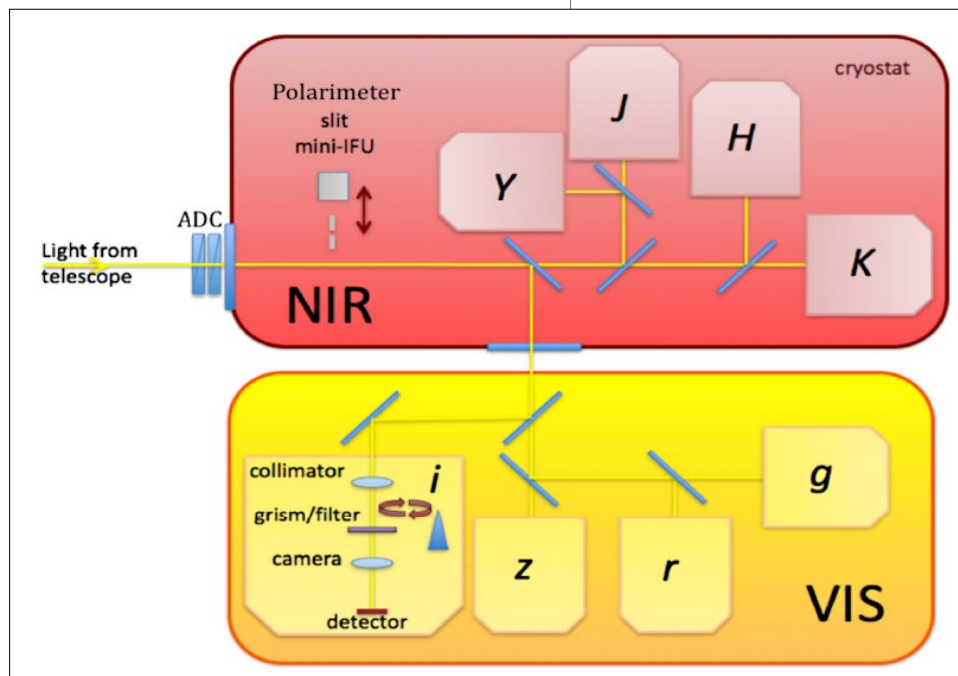 cryostat
Polarimeter
slit
mini-IFU
J
H
Y
K
ADC
Light from
telescope
NIR
collimator
i
grism/filter
camera
detector
z
r
g
VIS